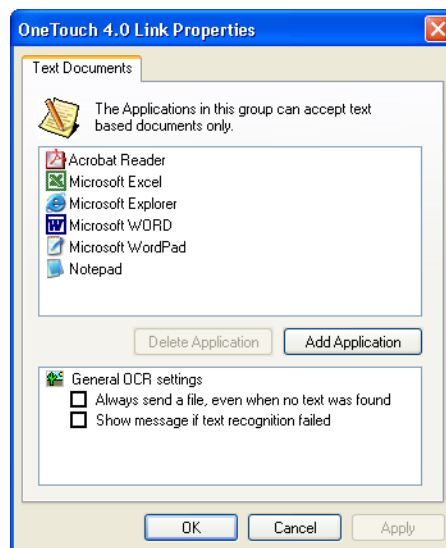 OneTouch 4.0 Link Properties
Text Documents
The Applications in this group can accept text
based documents only.
Acrobat Reader
Microsoft Excel
Microsoft Explorer
Microsoft WORD
Microsoft WordPad
Notepad
Delete Application Add Application
General OCR settings
Always send a file, even when no text was found
Show message if text recognition failed
OK Cancel Apply